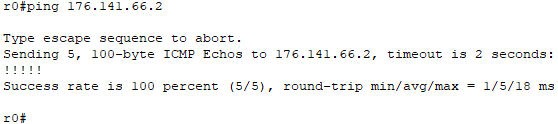 r0#ping 176.141.66.2
Type escape sequence to abort.
Sending 5, 100-byte ICMP Echos to 176.141.66.2, timeout is 2 seconds:
!!!!!
Success rate is 100 percent (5/5), round-trip min/avg/max = 1/5/18 ms
r0#